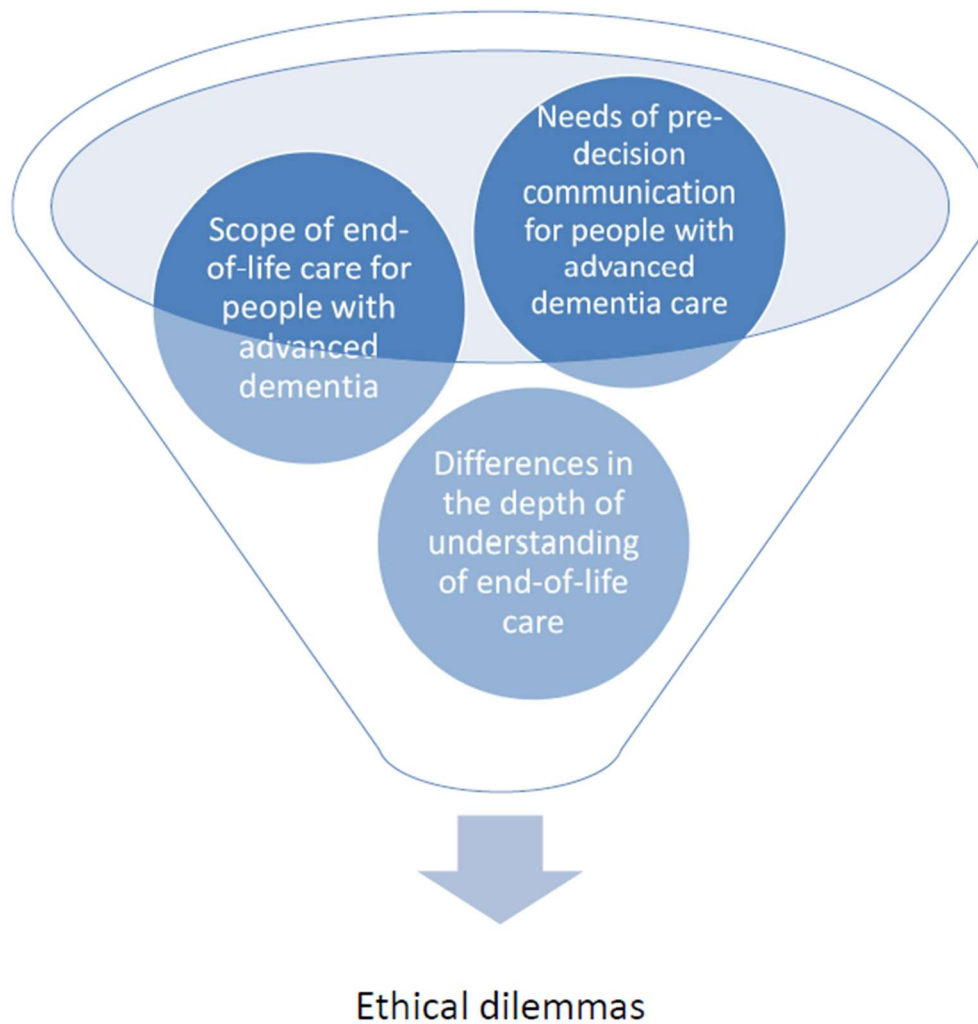 Needs of pre-
decision
communication
for people with
advanced
dementia care
Scope of end-
of-life care for
people with
advanced
dementia
Differences in
the depth of
understanding
of end-of-life
care
Ethical dilemmas